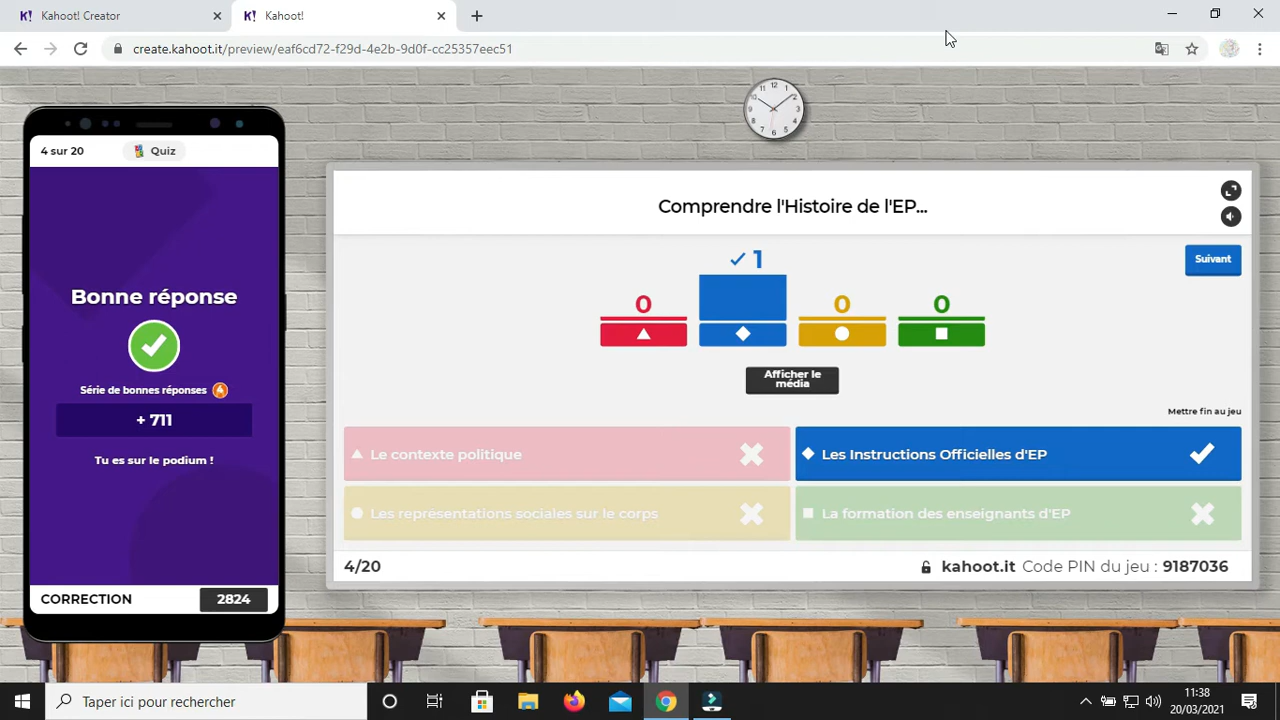 K! Kahoot! Creator
K! Kahoot!
create.kahoot.it/preview/eaf6cd72-f29d-4e2b-9d0f-cc25357eec51
4 sur 20
Quiz
Bonne réponse
Série de bonnes réponses 4
+ 711
Tu es sur le podium !
CORRECTION
2824
Comprendre l'Histoire de l'EP...
Suivant
0
1
0
0
Afficher le
média
Mettre fin au jeu
Le contexte politique
Les Instructions Officielles d'EP
Les représentations sociales sur le corps
La formation des enseignants d'EP
4/20
kahoot.it Code PIN du jeu : 9187036
Taper ici pour rechercher
11:38
20/03/2021